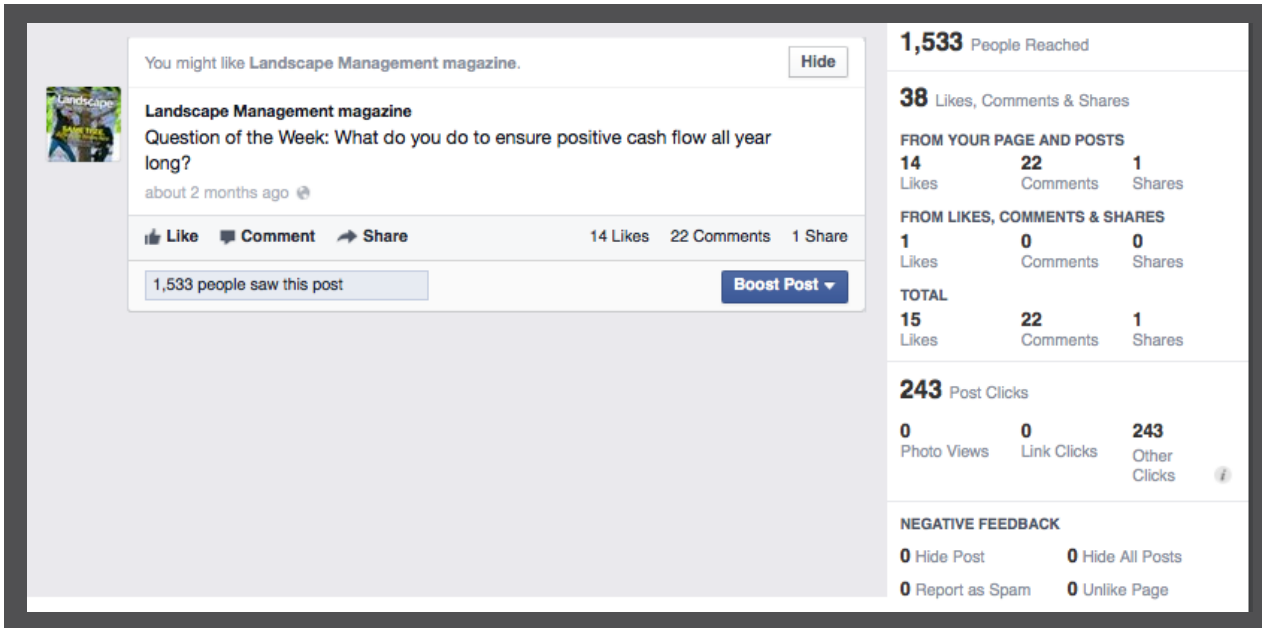 You might like Landscape Management magazine.
Hide
Landscape
Landscape Management magazine
Question of the Week: What do you do to ensure positive cash flow all year
long?
about 2 months ago
Like Comment Share 14 Likes 22 Comments 1 Share
1,533 people saw this post
Boost Post
1,533 People Reached
38 Likes, Comments & Shares
FROM YOUR PAGE AND POSTS
14 22 1
Likes Comments Shares
FROM LIKES, COMMENTS & SHARES
1 0 0
Likes Comments Shares
TOTAL
15 22 1
Likes Comments Shares
243 Post Clicks
0 0 243
Photo Views Link Clicks Other
Clicks i
NEGATIVE FEEDBACK
0 Hide Post 0 Hide All Posts
0 Report as Spam 0 Unlike Page